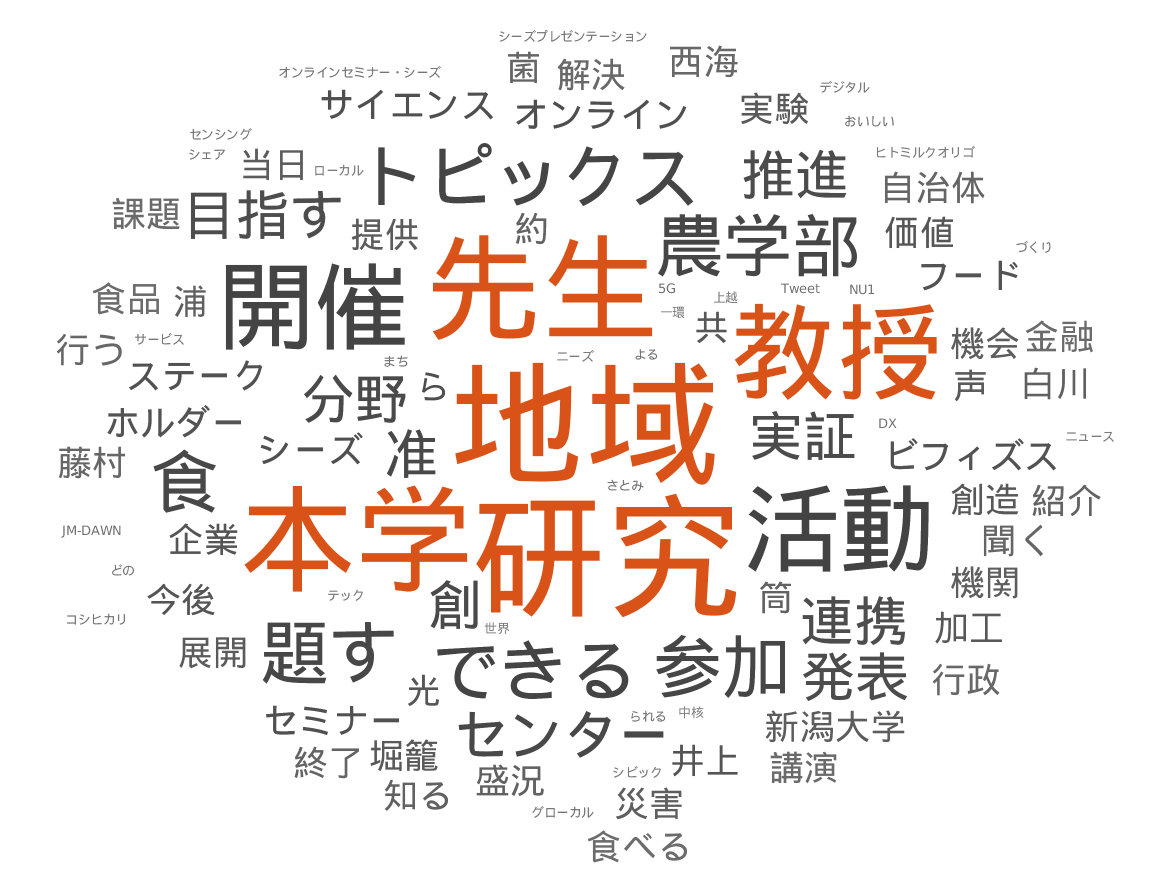 シーズプレゼンテーション
菌
解決
西海
オンラインセミナー・シーズ
サイエンス
オンライン
実験
デジタル
おいしい
センシング
シェア
当日
ローカル
トピックス
推進
ヒトミルクオリゴ
自治体
課題
目指す
提供
約
農学部
価値
づくり
フード
食品
浦
開催
先生
5G
一環
上越
Tweet
NU1
共
教授
機会
金融
行う
サービス
ステーク
まち
ニーズ
よる
分野
ら
地域
声
白川
ホルダー
シーズ
准
実証
DX
ニュース
ビフィズス
藤村
食
さとみ
創造
紹介
JM-DAWN
企業
本学
研究
活動
聞く
機関
どの
今後
テック
創
筒
コシヒカリ
世界
連携
加工
展開
題す
光
できる
参加
発表
行政
セミナー
センター
られる
中核
新潟大学
終了
堀籠
井上
講演
知る
盛況
シビック
災害
グローカル
食べる